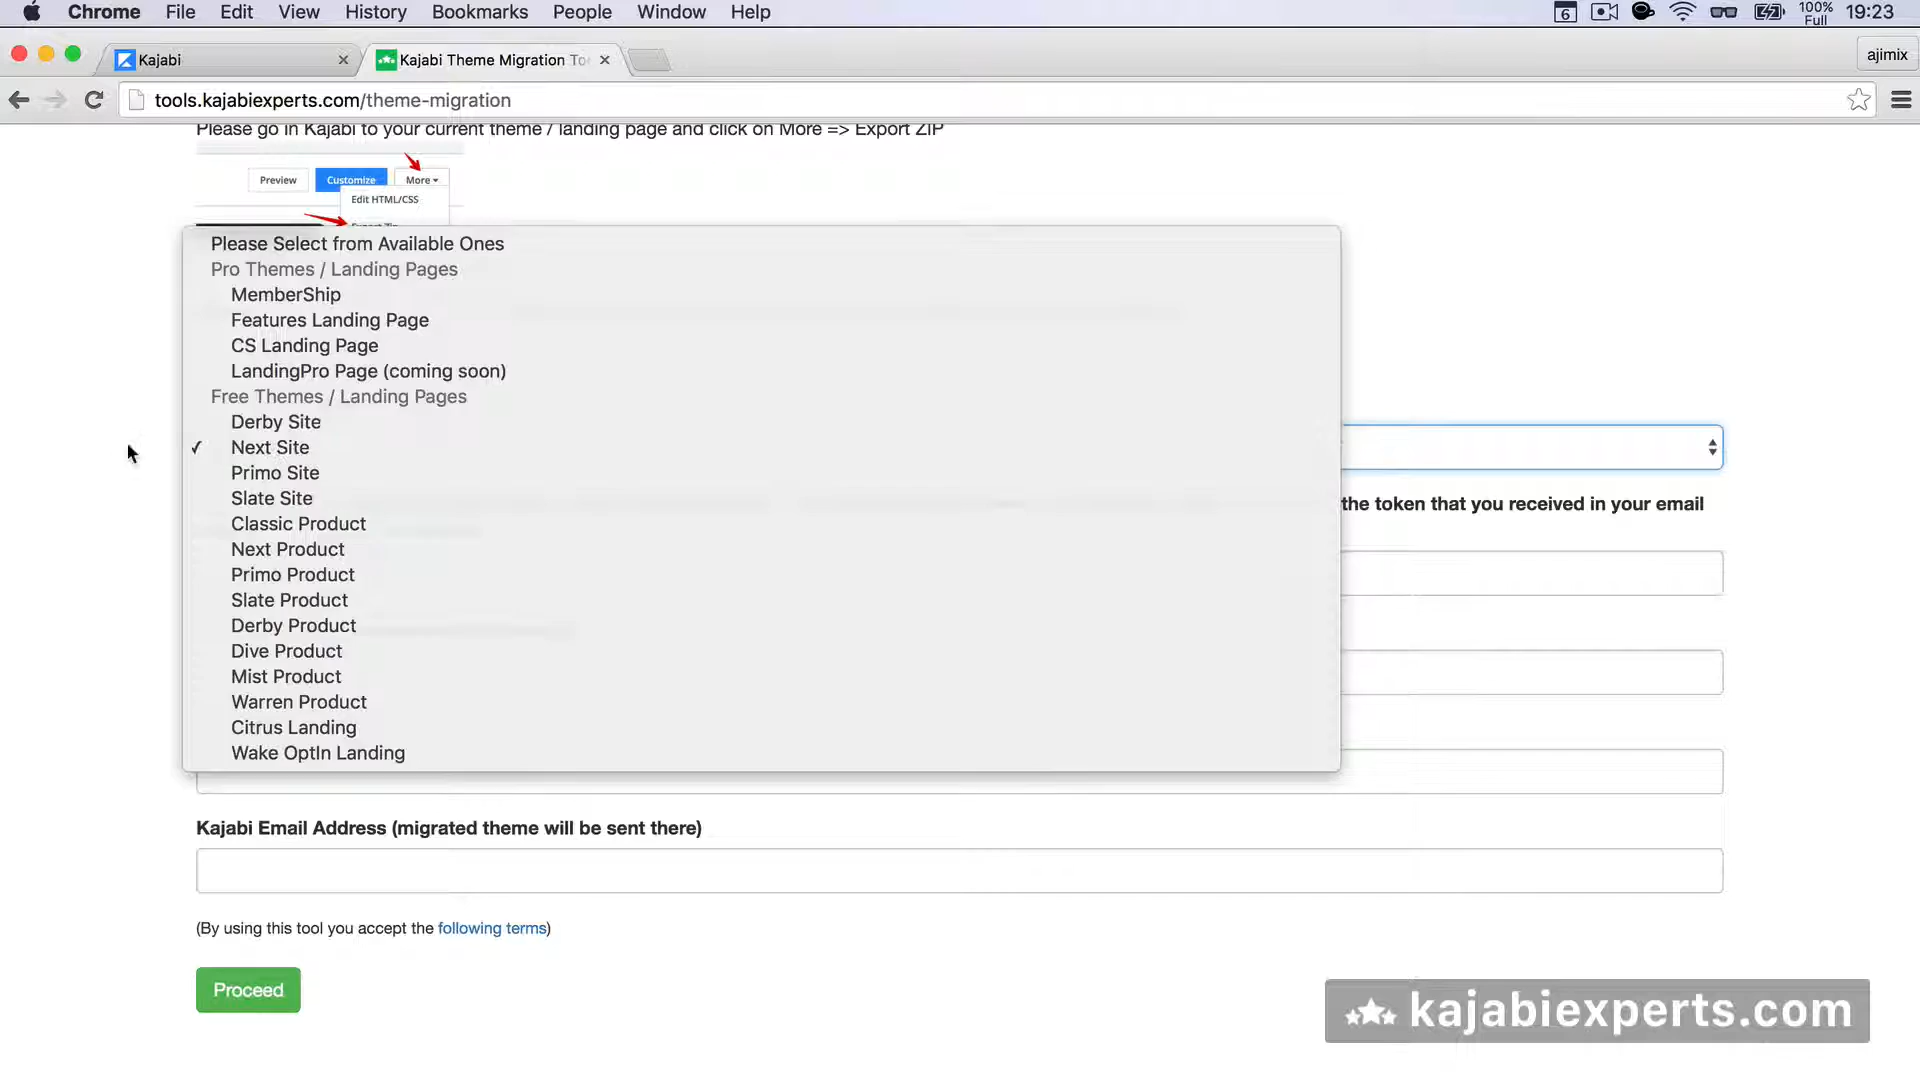 Chrome File Edit View History Bookmarks People Window Help 6 100% Full 19:23
Kajabi
Kajabi Theme Migration To
ajimix
tools.kajabiexperts.com/theme-migration
Please go in Kajabi to your current theme / landing page and click on More => Export ZIP
Preview Customize More
Edit HTML/CSS
Please Select from Available Ones
Pro Themes / Landing Pages
MemberShip
Features Landing Page
CS Landing Page
LandingPro Page (coming soon)
Free Themes / Landing Pages
Derby Site
✓ Next Site
Primo Site
Slate Site
the token that you received in your email
Classic Product
Next Product
Primo Product
Slate Product
Derby Product
Dive Product
Mist Product
Warren Product
Citrus Landing
Wake OptIn Landing
Kajabi Email Address (migrated theme will be sent there)
(By using this tool you accept the following terms)
Proceed
kajabiexperts.com